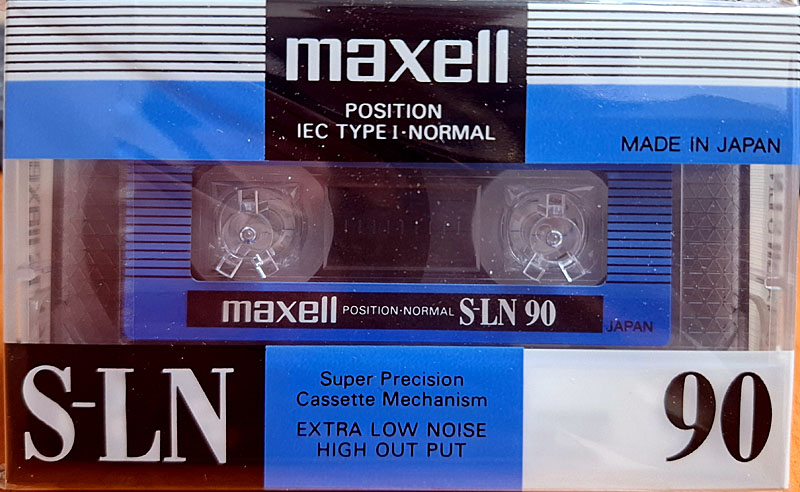 maxell
POSITION
IEC TYPE I·NORMAL
MADE IN JAPAN
maxell POSITION·NORMAL S-LN 90
JAPAN
S-LN
Super Precision
Cassette Mechanism
EXTRA LOW NOISE
HIGH OUT PUT
90